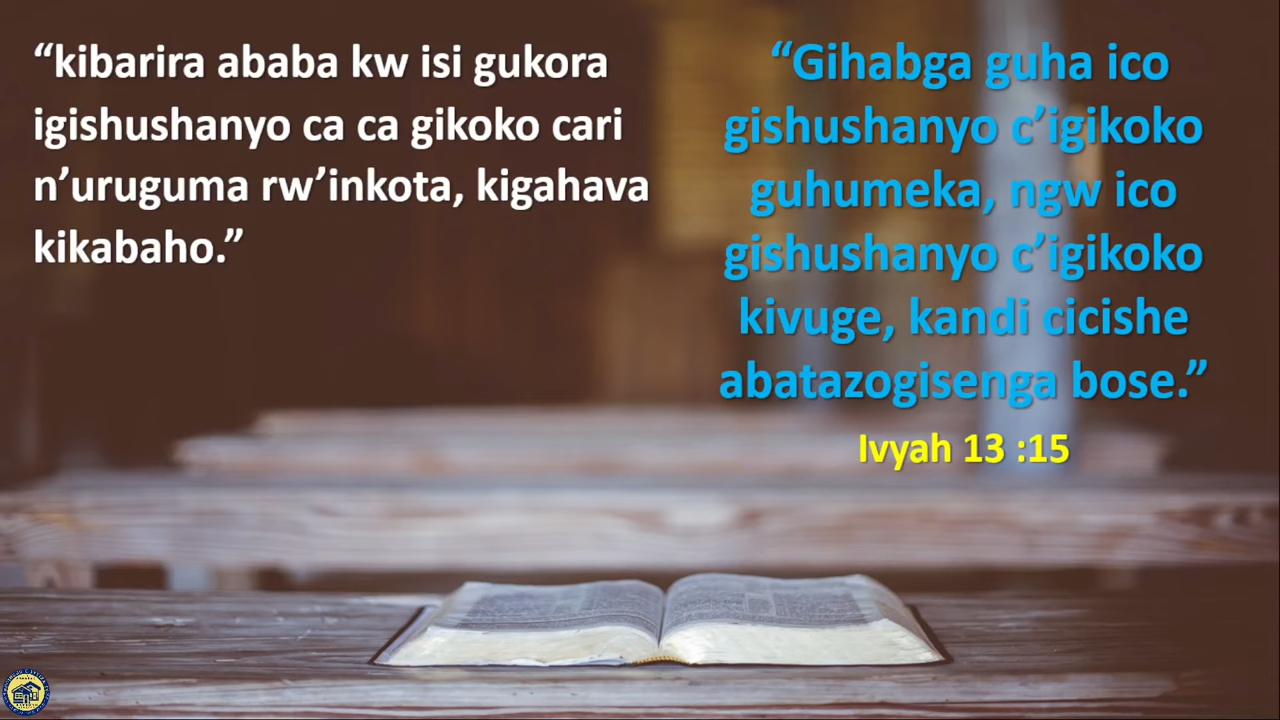 “kibarira ababa kw isi gukora
igishushanyo ca ca gikoko cari
n’uruguma rw’inkota, kigahava
kikabaho.”
“Gihabga guha ico
gishushanyo c’igikoko
guhumeka, ngw ico
gishushanyo c’igikoko
kivuge, kandi cicishe
abatazogisenga bose.”
Ivyah 13 :15